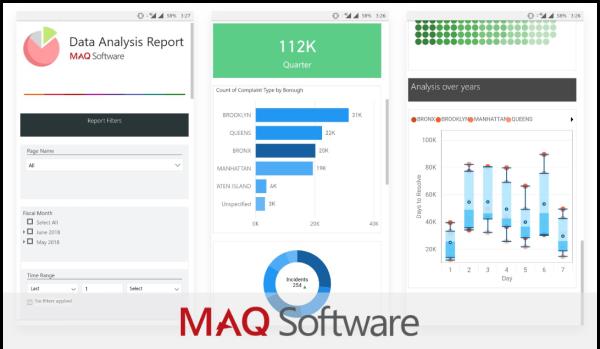 58% 3:27
Data Analysis Report
MAQ Software
Report Filters
Page Name
All
Fiscal Month
Select All
June 2018
May 2018
Time Range
Last 1 Select
No filters applied
58% 3:26
112K
Quarter
Count of Complaint Type by Borough
BROOKLYN 31K
QUEENS 22K
BRONX 20K
MANHATTAN 19K
ATEN ISLAND 4K
Unspecified 3K
0K 20K 40K
Incidents
254
58% 3:26
Analysis over years
BRONX BROOKLYN MANHATTAN QUEENS
Days to Resolve
100K
80K
60K
40K
20K
1 2 3 4 5 6 7
Day
MAQ Software